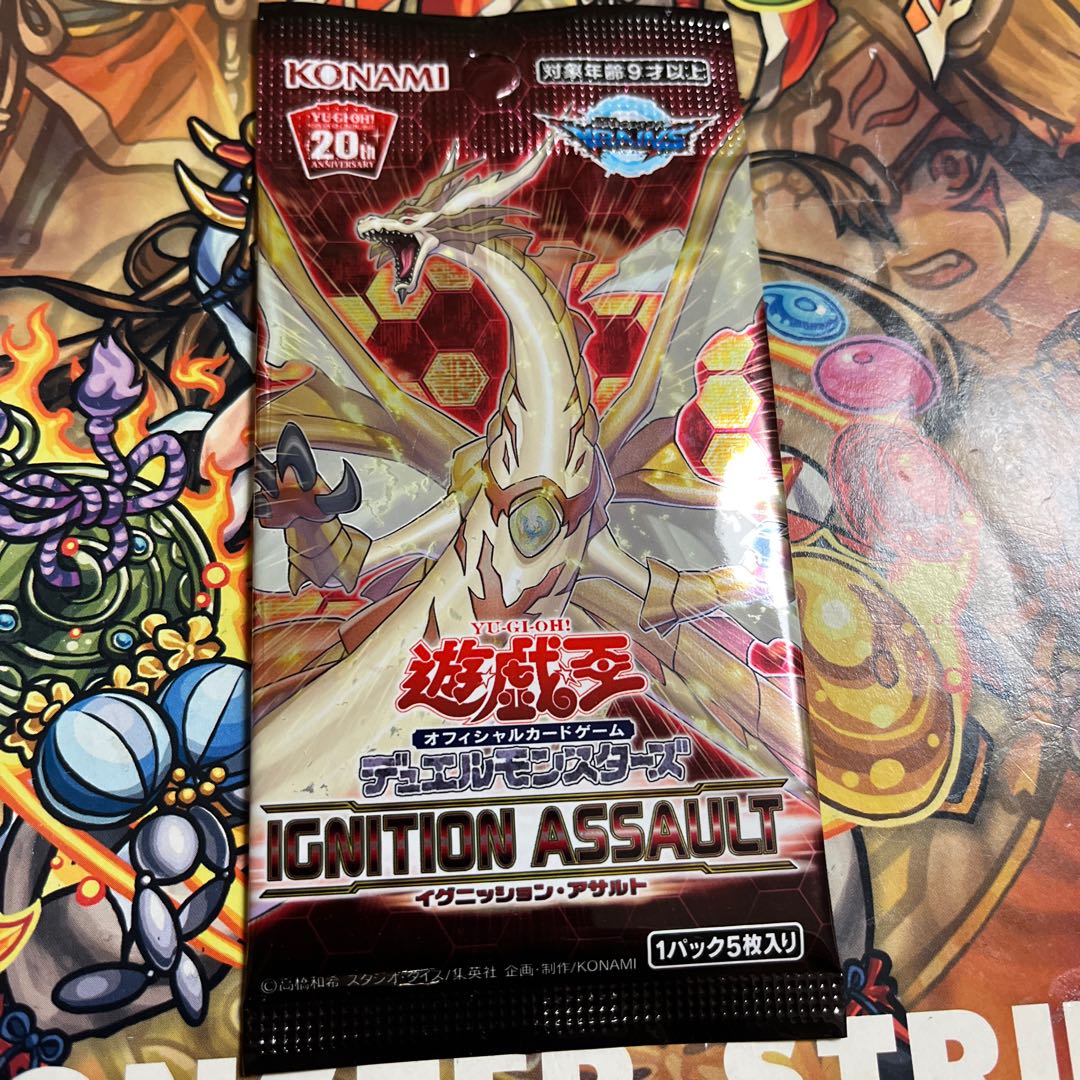 KONAMI
対象年齢9才以上
YU-GI-OH!
20th
ANNIVERSARY
VRAINS
YU-GI-OH!
遊☆戯☆王
オフィシャルカードゲーム
デュエルモンスターズ
IGNITION ASSAULT
イグニッション・アサルト
1パック5枚入り
©高橋和希 スタジオ・ダイス/集英社 企画・制作/KONAMI